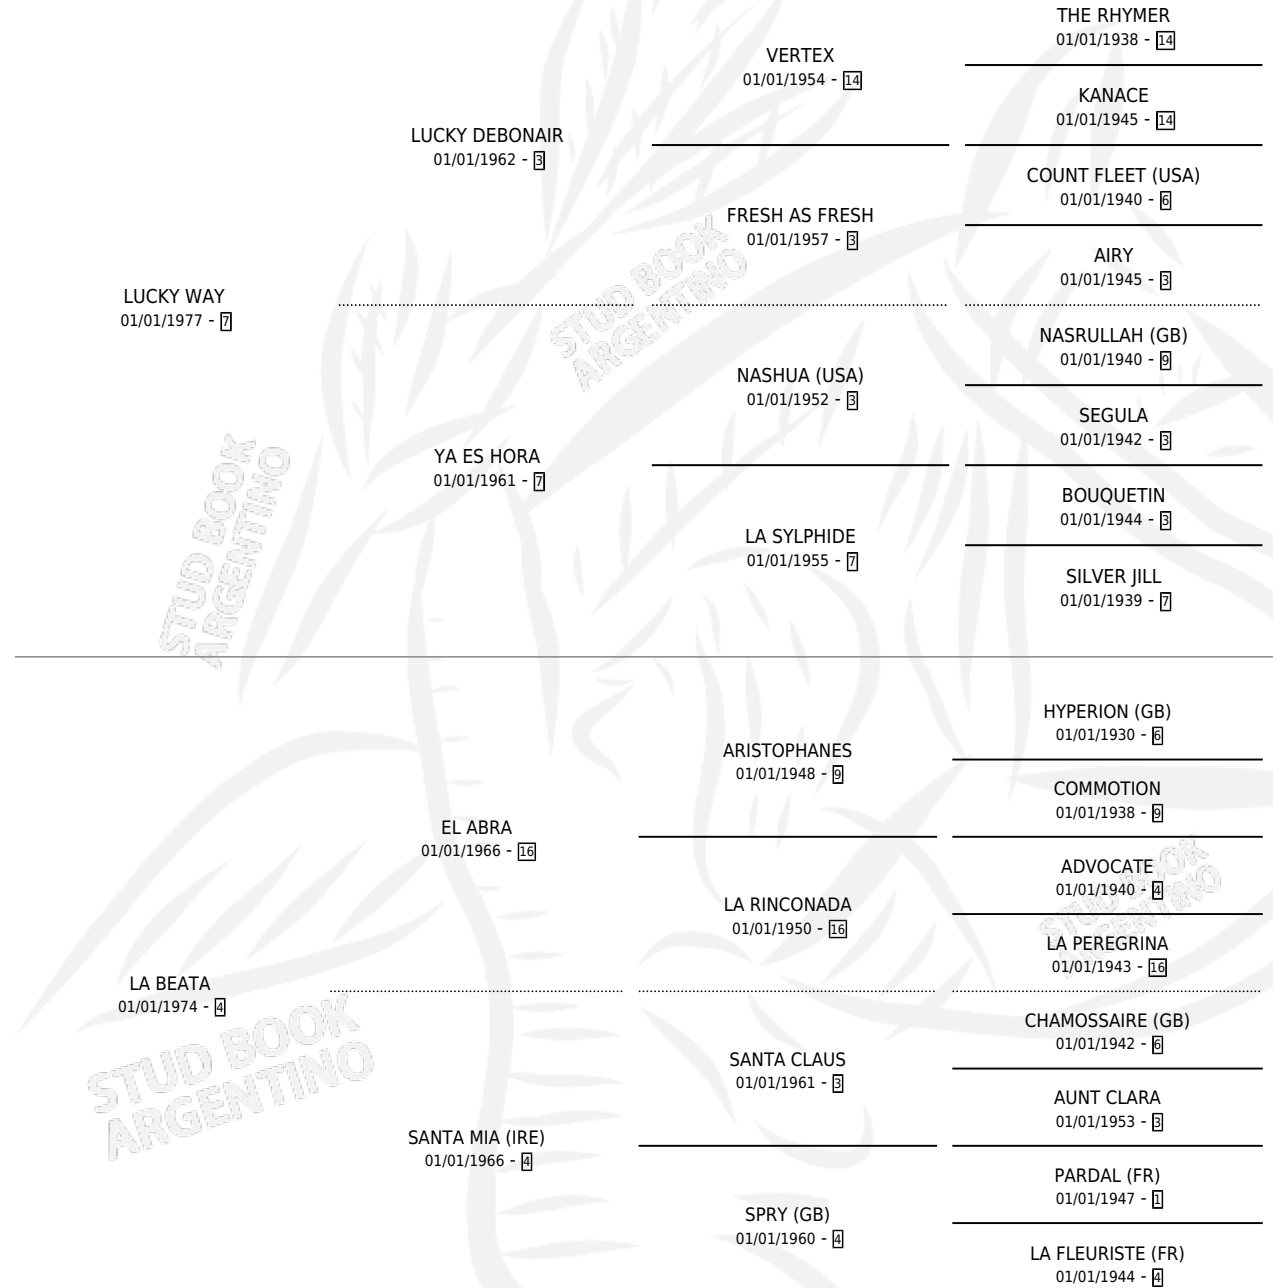 THE RHYMER
01/01/1938 - 14
VERTEX
01/01/1954 - 14
KANACE
01/01/1945 - 14
LUCKY DEBONAIR
01/01/1962 - 3
COUNT FLEET (USA)
01/01/1940 - 6
FRESH AS FRESH
01/01/1957 - 3
AIRY
01/01/1945 - 3
LUCKY WAY
01/01/1977 - 7
NASRULLAH (GB)
01/01/1940 - 9
NASHUA (USA)
01/01/1952 - 3
SEGULA
01/01/1942 - 3
YA ES HORA
01/01/1961 - 7
BOUQUETIN
01/01/1944 - 3
LA SYLPHIDE
01/01/1955 - 7
SILVER JILL
01/01/1939 - 7
HYPERION (GB)
01/01/1930 - 6
ARISTOPHANES
01/01/1948 - 9
COMMOTION
01/01/1938 - 9
EL ABRA
01/01/1966 - 16
ADVOCATE
01/01/1940 - 4
LA RINCONADA
01/01/1950 - 16
LA PEREGRINA
01/01/1943 - 16
LA BEATA
01/01/1974 - 4
CHAMOSSAIRE (GB)
01/01/1942 - 6
SANTA CLAUS
01/01/1961 - 3
AUNT CLARA
01/01/1953 - 3
SANTA MIA (IRE)
01/01/1966 - 4
PARDAL (FR)
01/01/1947 - 1
SPRY (GB)
01/01/1960 - 4
LA FLEURISTE (FR)
01/01/1944 - 4
STUD BOOK
ARGENTINO
STUD BOOK
ARGENTINO
STUD BOOK
ARGENTINO
STUD BOOK
ARGENTINO